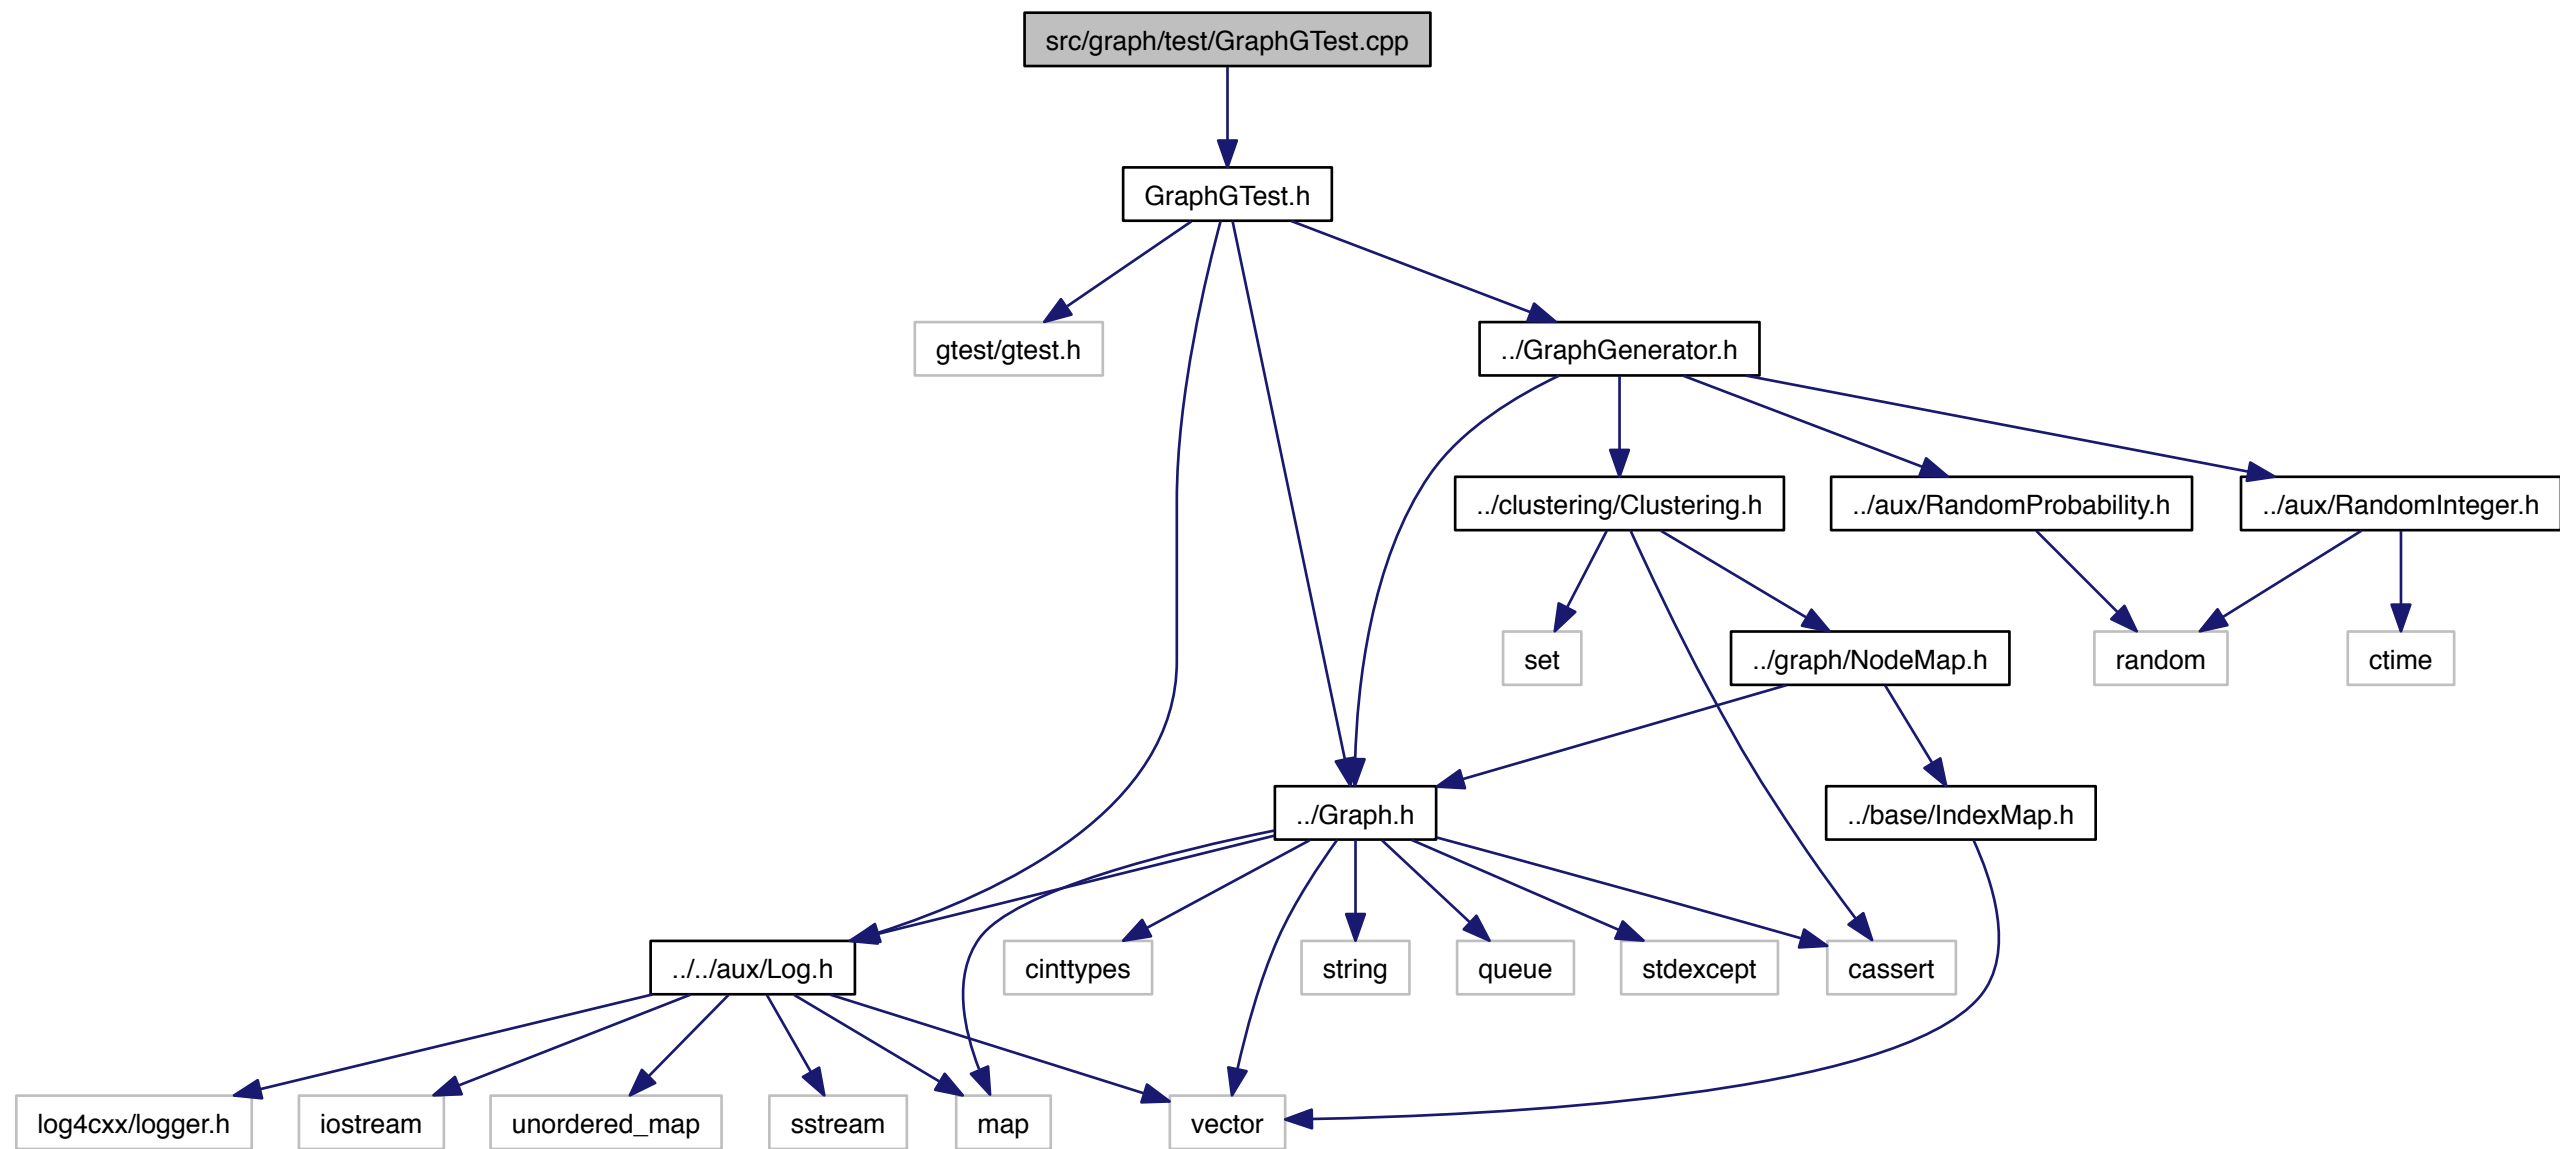 src/graph/test/GraphGTest.cpp
GraphGTest.h
gtest/gtest.h
../GraphGenerator.h
../clustering/Clustering.h
../aux/RandomProbability.h
../aux/RandomInteger.h
set
../graph/NodeMap.h
random
ctime
../Graph.h
../base/IndexMap.h
../../aux/Log.h
cinttypes
string
queue
stdexcept
cassert
log4cxx/logger.h
iostream
unordered_map
sstream
map
vector